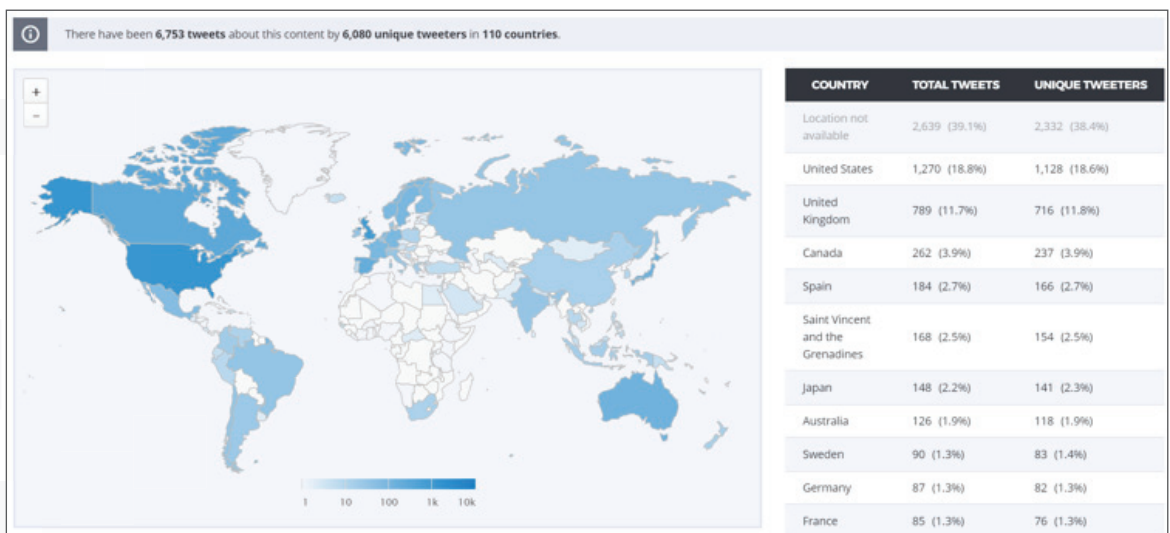 There have been 6,753 tweets about this content by 6,080 unique tweeters in 110 countries.
+
−
1 10 100 1k 10k
COUNTRY TOTAL TWEETS UNIQUE TWEETERS
Location not
available 2,639 (39.1%) 2,332 (38.4%)
United States 1,270 (18.8%) 1,128 (18.6%)
United
Kingdom 789 (11.7%) 716 (11.8%)
Canada 262 (3.9%) 237 (3.9%)
Spain 184 (2.7%) 166 (2.7%)
Saint Vincent
and the
Grenadines 168 (2.5%) 154 (2.5%)
Japan 148 (2.2%) 141 (2.3%)
Australia 126 (1.9%) 118 (1.9%)
Sweden 90 (1.3%) 83 (1.4%)
Germany 87 (1.3%) 82 (1.3%)
France 85 (1.3%) 76 (1.3%)